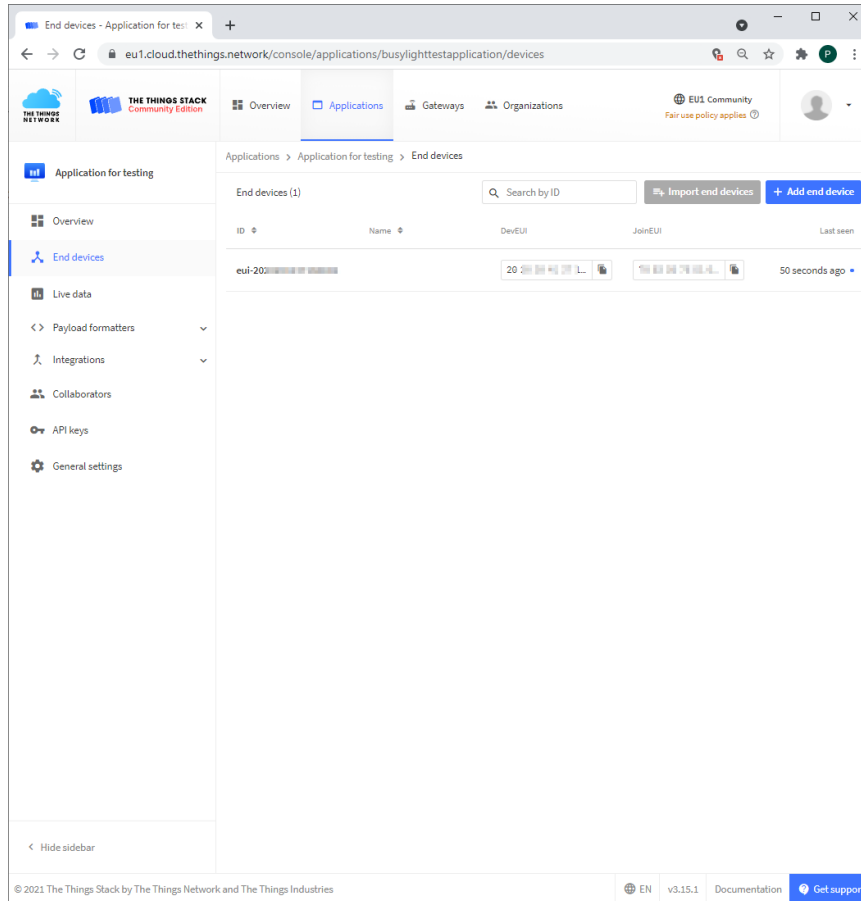 End devices - Application for tes
eu1.cloud.thethings.network/console/applications/busylighttestapplication/devices
P
THE THINGS
NETWORK
THE THINGS STACK
Community Edition
Overview
Applications
Gateways
Organizations
EU1 Community
Fair use policy applies
Application for testing
Applications > Application for testing > End devices
End devices (1)
Search by ID
Import end devices
+ Add end device
Overview
End devices
Live data
Payload formatters
Integrations
Collaborators
API keys
General settings
ID
Name
DevEUI
JoinEUI
Last seen
eui-202
20
50 seconds ago
Hide sidebar
© 2021 The Things Stack by The Things Network and The Things Industries
EN
v3.15.1
Documentation
Get suppor